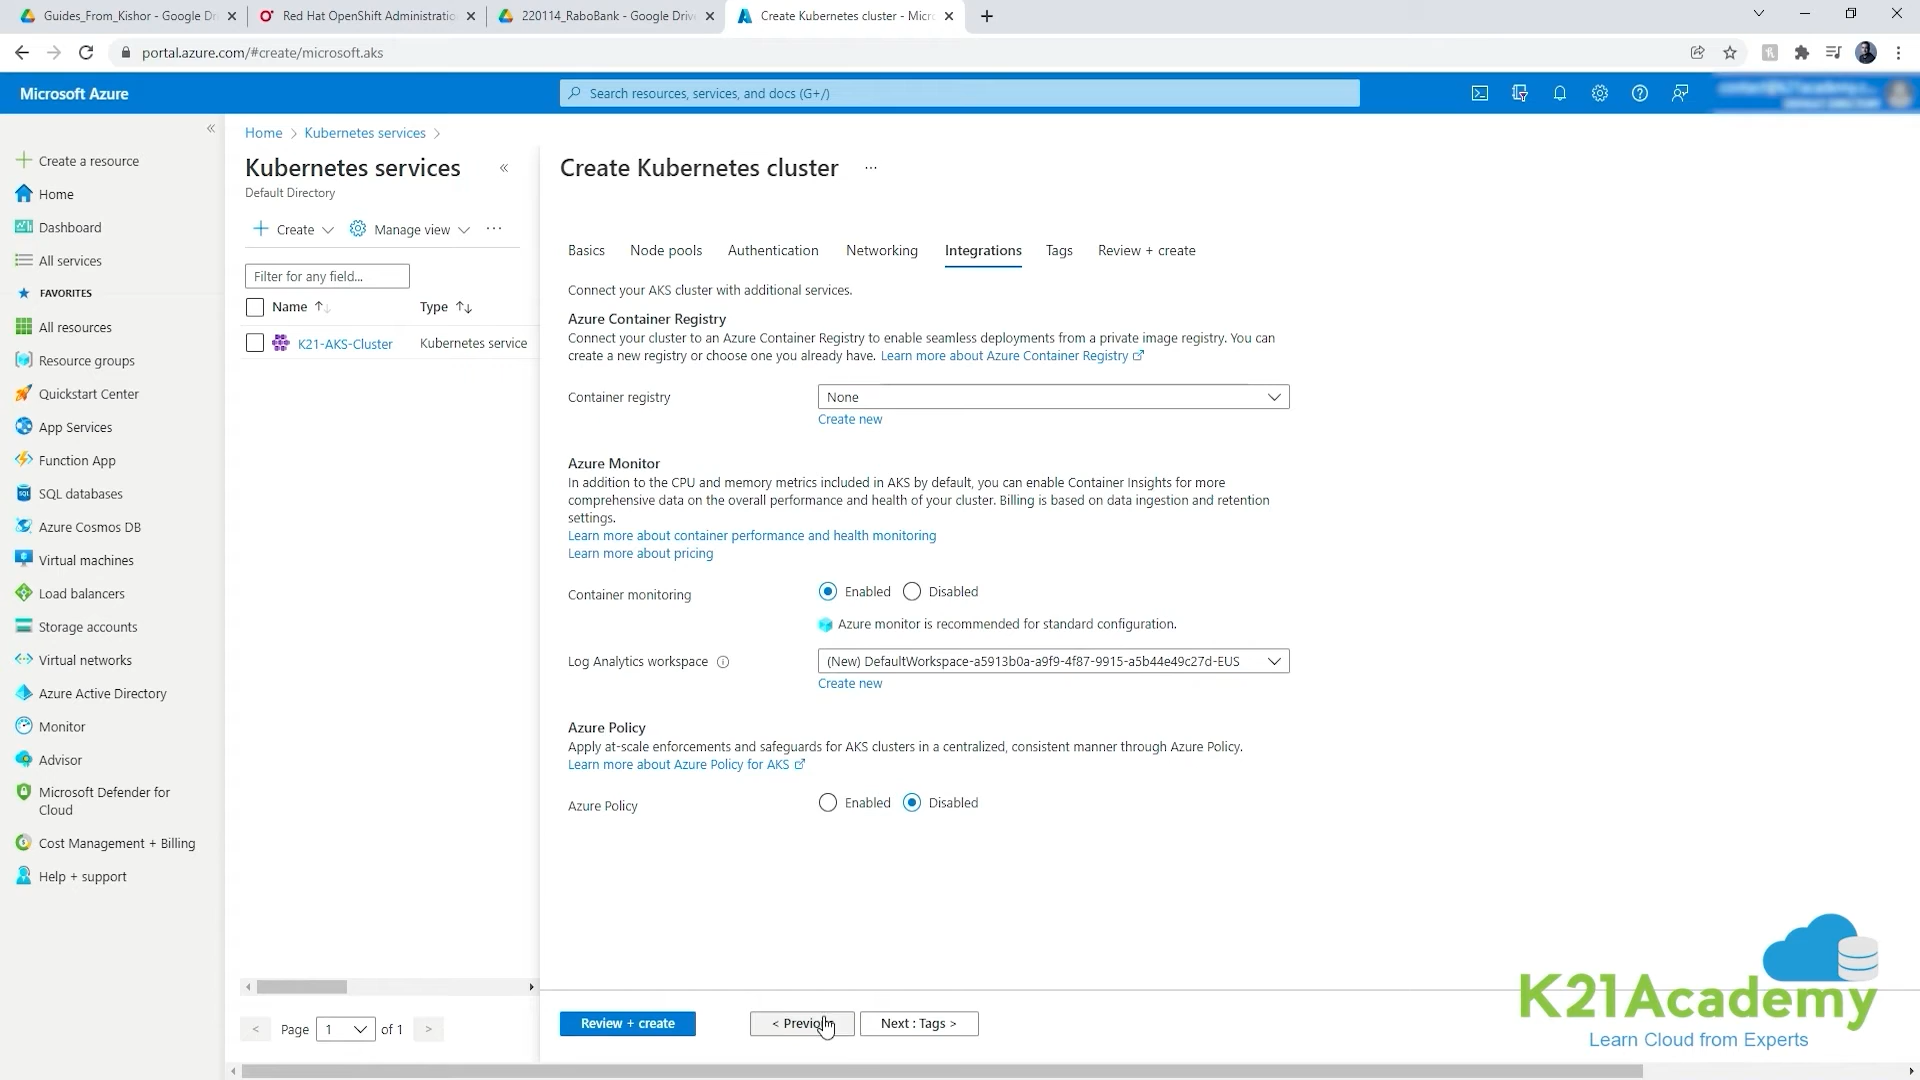 Guides_From_Kishor - Google Dr
Red Hat OpenShift Administratio
220114_RaboBank - Google Drive
Create Kubernetes cluster - Micro
portal.azure.com/#create/microsoft.aks
Microsoft Azure
Search resources, services, and docs (G+/)
Create a resource
Home
Dashboard
All services
FAVORITES
All resources
Resource groups
Quickstart Center
App Services
Function App
SQL databases
Azure Cosmos DB
Virtual machines
Load balancers
Storage accounts
Virtual networks
Azure Active Directory
Monitor
Advisor
Microsoft Defender for
Cloud
Cost Management + Billing
Help + support
Home > Kubernetes services >
Kubernetes services
Default Directory
Create
Manage view
Filter for any field...
Name
Type
K21-AKS-Cluster
Kubernetes service
< Page 1 of 1 >
Create Kubernetes cluster
Basics
Node pools
Authentication
Networking
Integrations
Tags
Review + create
Connect your AKS cluster with additional services.
Azure Container Registry
Connect your cluster to an Azure Container Registry to enable seamless deployments from a private image registry. You can
create a new registry or choose one you already have. Learn more about Azure Container Registry
Container registry
None
Create new
Azure Monitor
In addition to the CPU and memory metrics included in AKS by default, you can enable Container Insights for more
comprehensive data on the overall performance and health of your cluster. Billing is based on data ingestion and retention
settings.
Learn more about container performance and health monitoring
Learn more about pricing
Container monitoring
Enabled
Disabled
Azure monitor is recommended for standard configuration.
Log Analytics workspace
(New) DefaultWorkspace-a5913b0a-a9f9-4f87-9915-a5b44e49c27d-EUS
Create new
Azure Policy
Apply at-scale enforcements and safeguards for AKS clusters in a centralized, consistent manner through Azure Policy.
Learn more about Azure Policy for AKS
Azure Policy
Enabled
Disabled
Review + create
< Previous
Next : Tags >
K21Academy
Learn Cloud from Experts